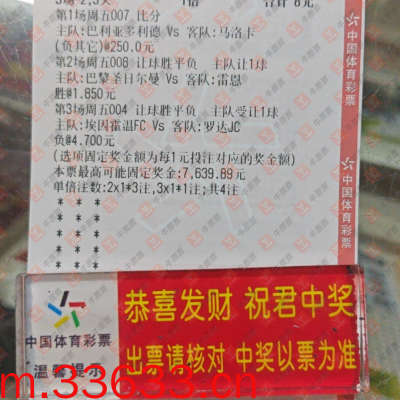 1倍 合计 8元
第1场周五007 比分
主队:巴利亚多利德 Vs 客队:马洛卡
(负其它)@250.0元
第2场周五008 让球胜平负 主队让1球
主队:巴黎圣日尔曼 Vs 客队:雷恩
胜@1.850元
第3场周五004 让球胜平负 主队受让1球
主队:埃因霍温FC Vs 客队:罗达JC
负@4.700元
(选项固定奖金额为每1元投注对应的奖金额)
本票最高可能固定奖金:7,639.89元
单倍注数:2x1*3注,3x1*1注;共4注
* * * *
* * * *
* * * *
* * * *
* * * *
中国体育彩票
中国体育彩票
中国体育彩票
温馨提示
恭喜发财 祝君中奖
出票请核对 中奖以票为准
m.33633.cn